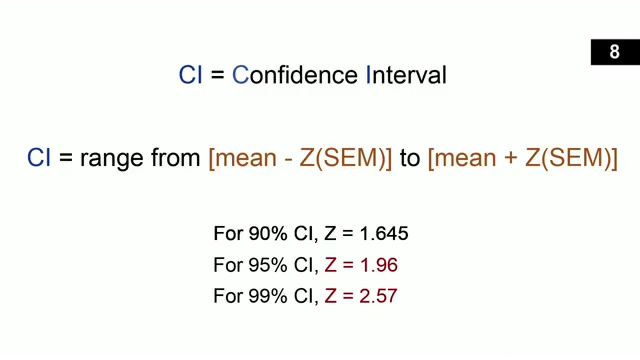 8
CI = Confidence Interval
CI = range from [mean - Z(SEM)] to [mean + Z(SEM)]
For 90% CI, Z = 1.645
For 95% CI, Z = 1.96
For 99% CI, Z = 2.57